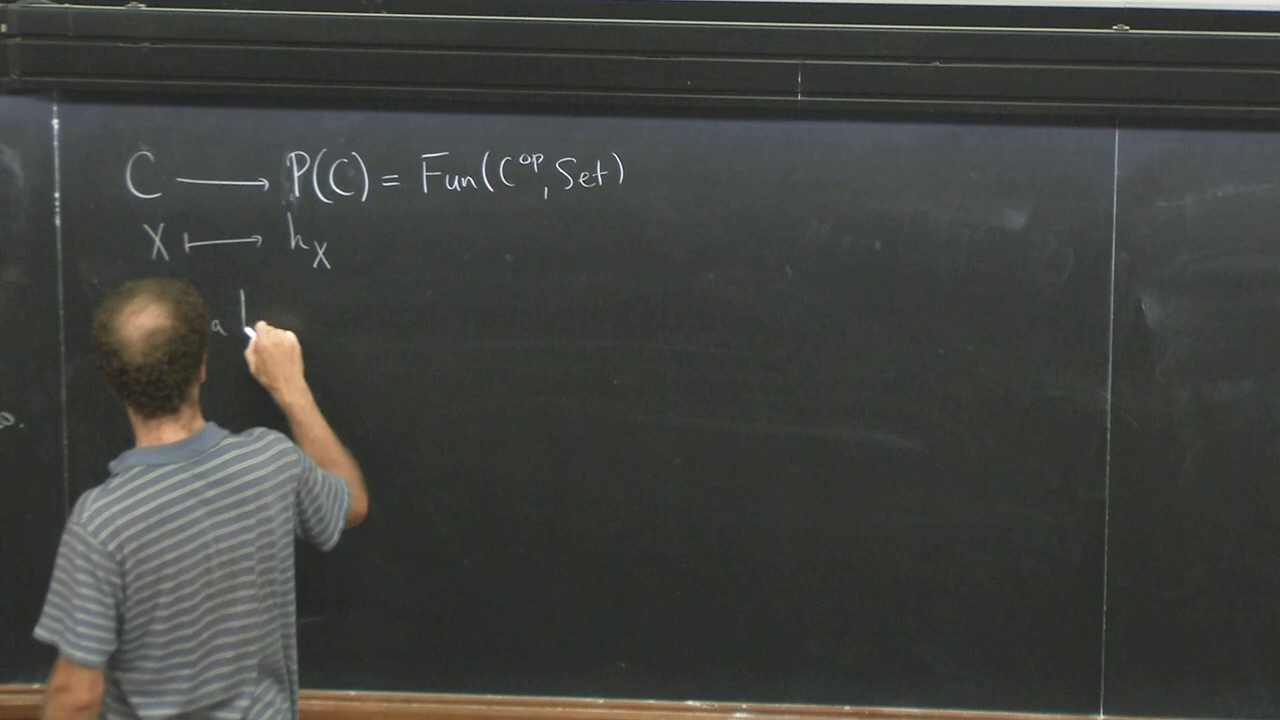 C ⟶ P(C) = Fun(C^op, Set)
X ⟼ h_X
a